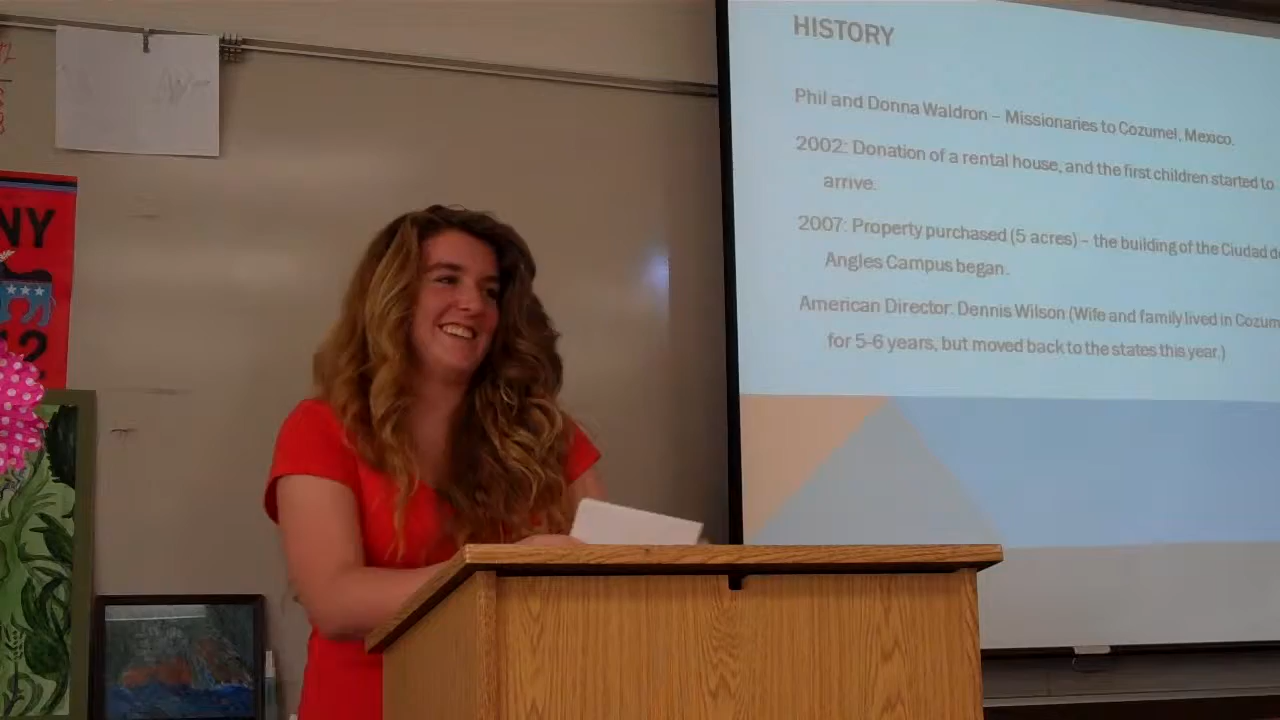 HISTORY
Phil and Donna Waldron – Missionaries to Cozumel, Mexico.
2002: Donation of a rental house, and the first children started to
arrive.
2007: Property purchased (5 acres) – the building of the Ciudad d
Angles Campus began.
American Director: Dennis Wilson (Wife and family lived in Cozum
for 5-6 years, but moved back to the states this year.)
NY
12